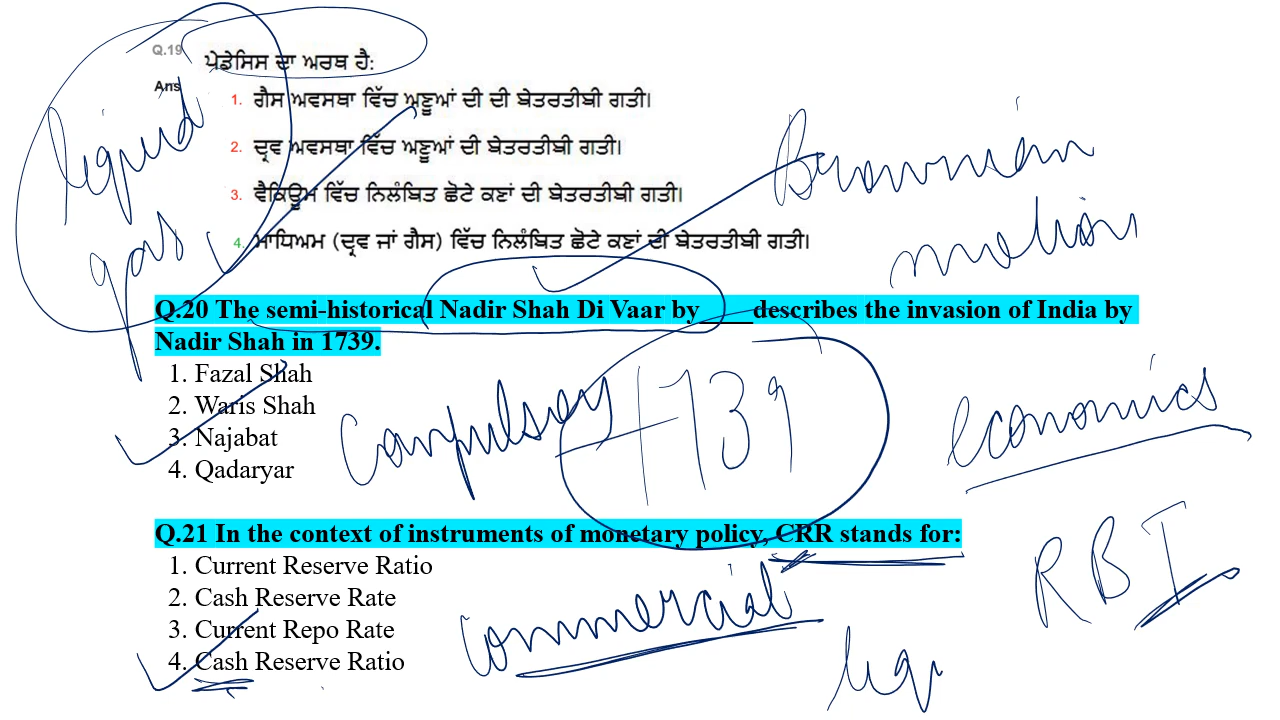 Q.19 ਪੇਡੇਸਿਸ ਦਾ ਅਰਥ ਹੈ:
Ans 1. ਗੈਸ ਅਵਸਥਾ ਵਿੱਚ ਅਣੂਆਂ ਦੀ ਦੀ ਬੇਤਰਤੀਬੀ ਗਤੀ।
2. ਦ੍ਰਵ ਅਵਸਥਾ ਵਿੱਚ ਅਣੂਆਂ ਦੀ ਬੇਤਰਤੀਬੀ ਗਤੀ।
3. ਵੈਕਿਊਮ ਵਿੱਚ ਨਿਲੰਬਿਤ ਛੋਟੇ ਕਣਾਂ ਦੀ ਬੇਤਰਤੀਬੀ ਗਤੀ।
4. ਮਾਧਿਅਮ (ਦ੍ਰਵ ਜਾਂ ਗੈਸ) ਵਿੱਚ ਨਿਲੰਬਿਤ ਛੋਟੇ ਕਣਾਂ ਦੀ ਬੇਤਰਤੀਬੀ ਗਤੀ।
liquid
gas
Brownian
motion
Q.20 The semi-historical Nadir Shah Di Vaar by____describes the invasion of India by
Nadir Shah in 1739.
1. Fazal Shah
2. Waris Shah
3. Najabat
4. Qadaryar
1739
economics
Q.21 In the context of instruments of monetary policy, CRR stands for:
1. Current Reserve Ratio
2. Cash Reserve Rate
3. Current Repo Rate
4. Cash Reserve Ratio
commercial
RBI
liq